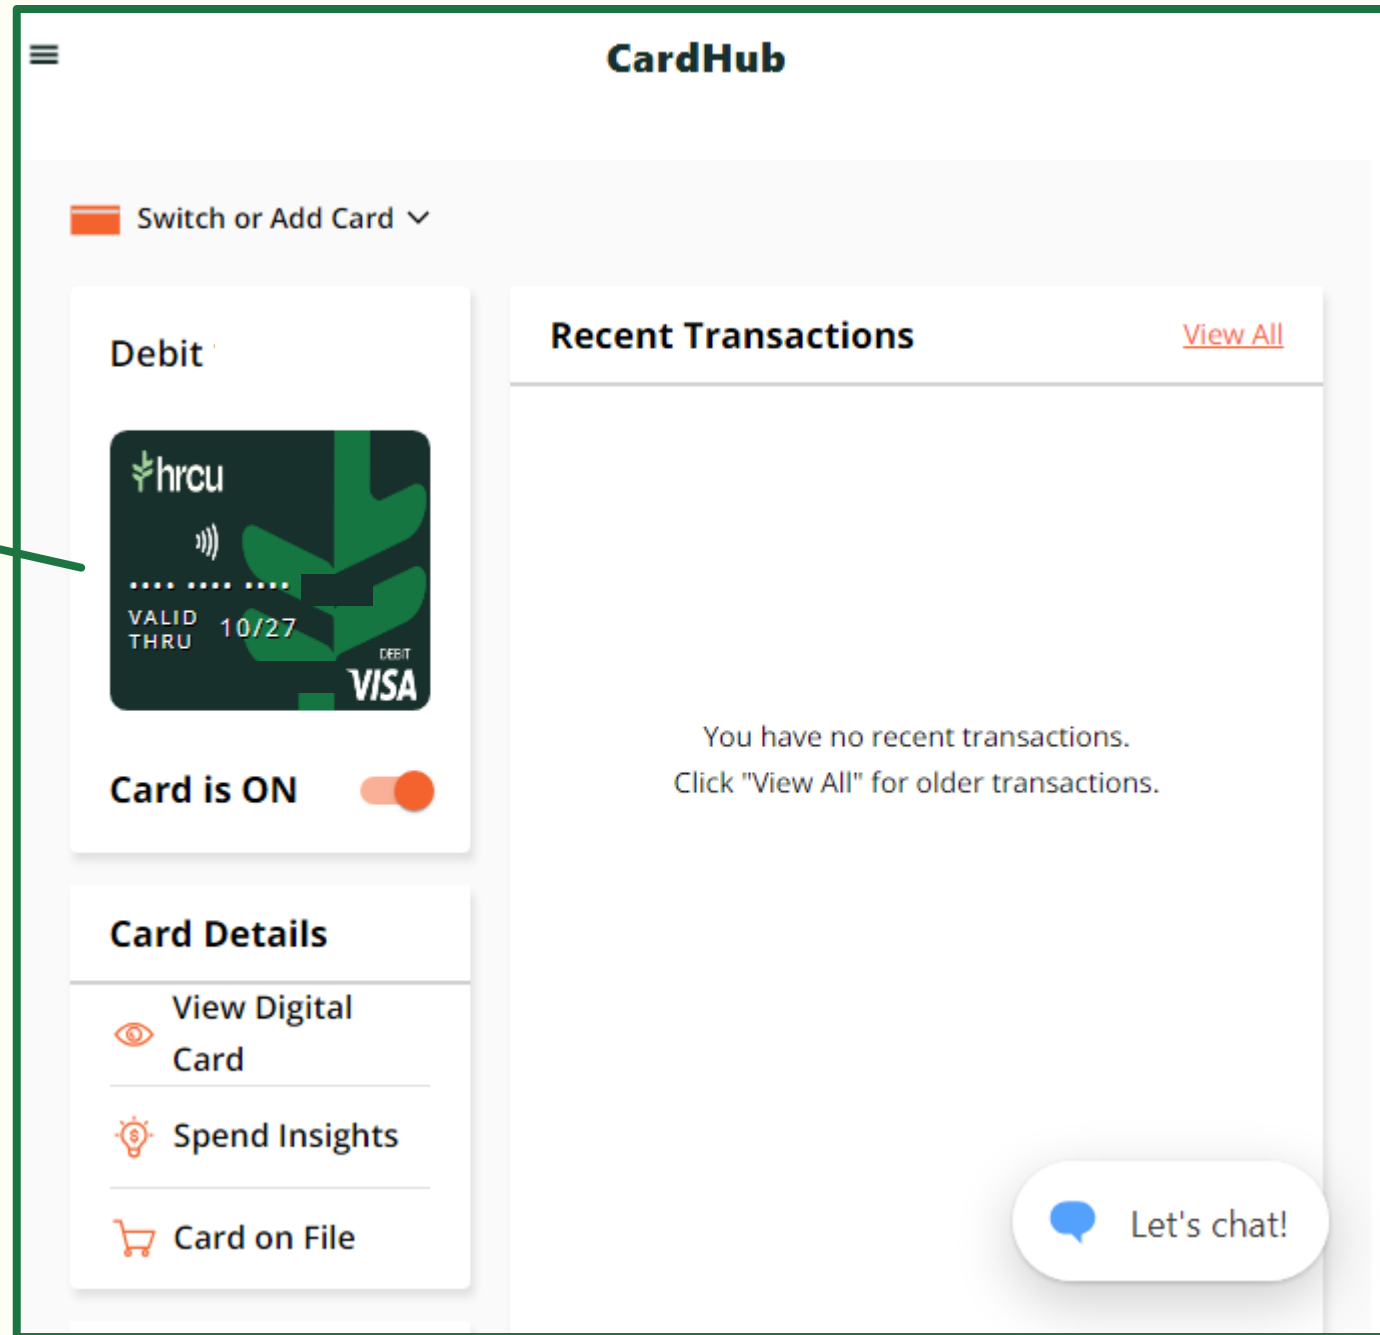 CardHub
Switch or Add Card
Debit
hrcu
.... .... ....
VALID
THRU
10/27
DEBIT
VISA
Card is ON
Card Details
View Digital
Card
Spend Insights
Card on File
Recent Transactions
View All
You have no recent transactions.
Click "View All" for older transactions.
Let's chat!